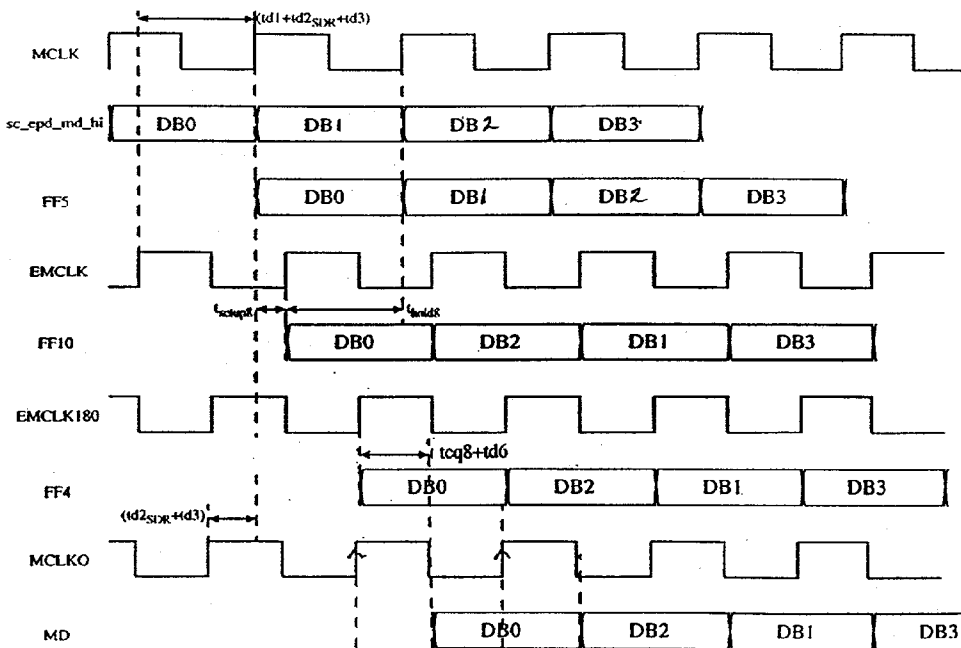 (td1+td2SDR+td3)
MCLK
sc_epd_md_hi DB0 DB1 DB2 DB3
FF5 DB0 DB1 DB2 DB3
EMCLK
tsetup8 thold8
FF10 DB0 DB2 DB1 DB3
EMCLK180
tcq8+td6
FF4 DB0 DB2 DB1 DB3
(td2SDR+td3)
MCLKO
MD DB0 DB2 DB1 DB3